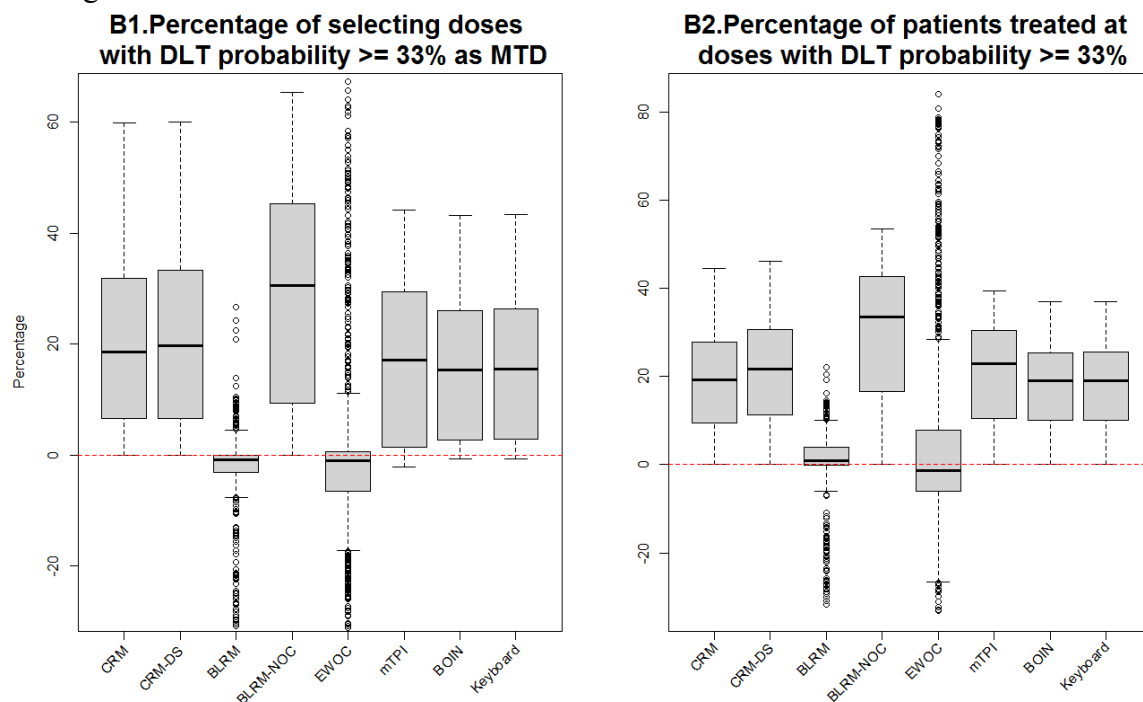 B1.Percentage of selecting doses
with DLT probability >= 33% as MTD
Percentage
60
40
20
0
-20
CRM
CRM-DS
BLRM
BLRM-NOC
EWOC
mTPI
BOIN
Keyboard
B2.Percentage of patients treated at
doses with DLT probability >= 33%
80
60
40
20
0
-20
CRM
CRM-DS
BLRM
BLRM-NOC
EWOC
mTPI
BOIN
Keyboard